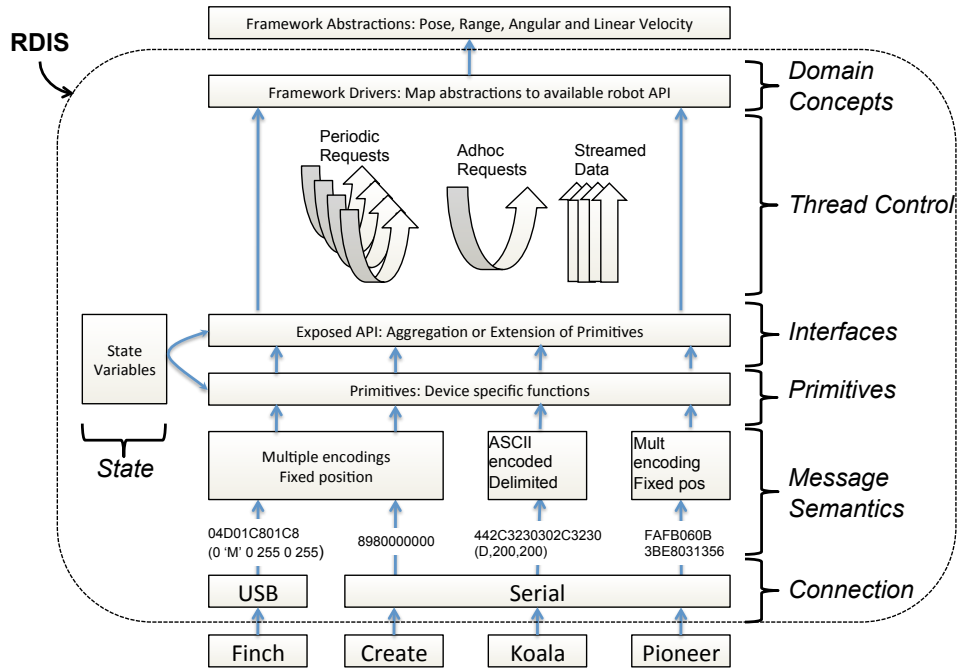 Framework Abstractions: Pose, Range, Angular and Linear Velocity
RDIS
Framework Drivers: Map abstractions to available robot API
Domain
Concepts
Periodic
Requests
Adhoc
Requests
Streamed
Data
Thread Control
Exposed API: Aggregation or Extension of Primitives
Interfaces
State
Variables
Primitives: Device specific functions
Primitives
State
Multiple encodings
Fixed position
ASCII
encoded
Delimited
Mult
encoding
Fixed pos
Message
Semantics
04D01C801C8
(0 ‘M’ 0 255 0 255)
8980000000
442C3230302C3230
(D,200,200)
FAFB060B
3BE8031356
USB
Serial
Connection
Finch
Create
Koala
Pioneer